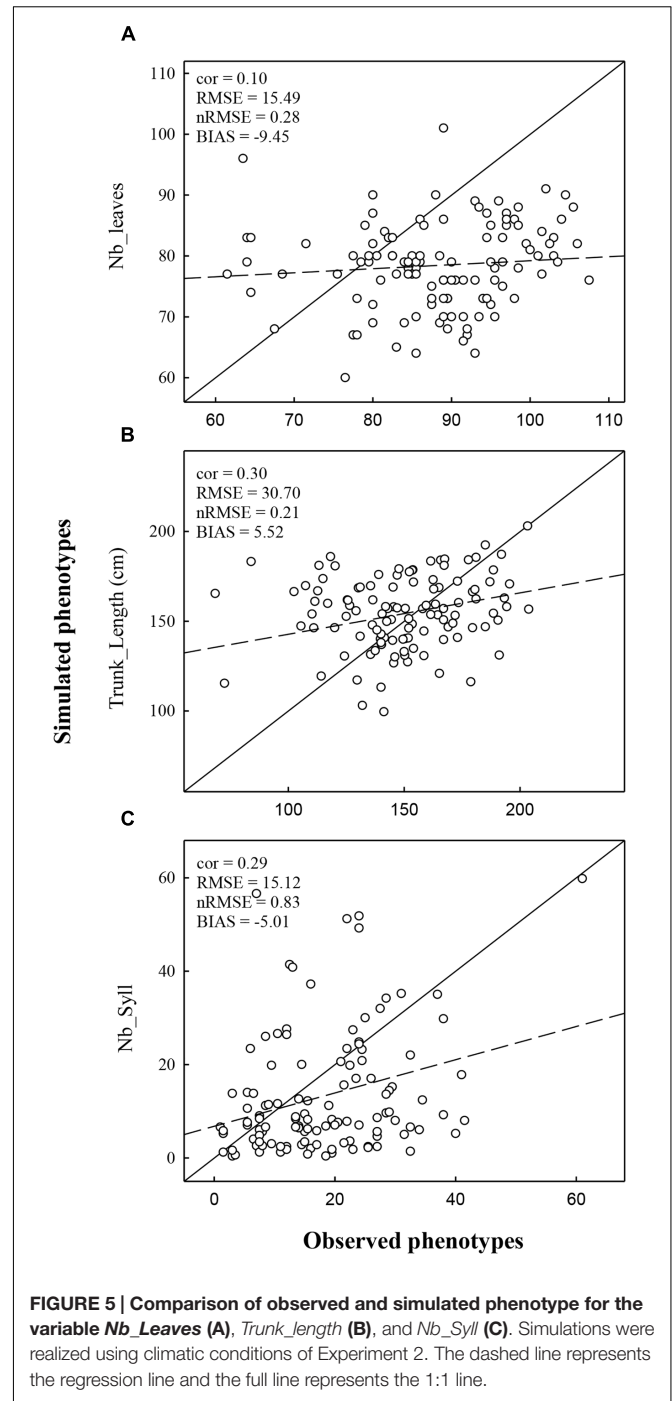 A
cor = 0.10
RMSE = 15.49
nRMSE = 0.28
BIAS = -9.45
110
100
90
80
70
60
Nb_leaves
60 70 80 90 100 110
B
cor = 0.30
RMSE = 30.70
nRMSE = 0.21
BIAS = 5.52
200
150
100
Trunk_Length (cm)
Simulated phenotypes
100 150 200
C
cor = 0.29
RMSE = 15.12
nRMSE = 0.83
BIAS = -5.01
60
40
20
0
Nb_Syll
0 20 40 60
Observed phenotypes
FIGURE 5 | Comparison of observed and simulated phenotype for the
variable Nb_Leaves (A), Trunk_length (B), and Nb_Syll (C). Simulations were
realized using climatic conditions of Experiment 2. The dashed line represents
the regression line and the full line represents the 1:1 line.